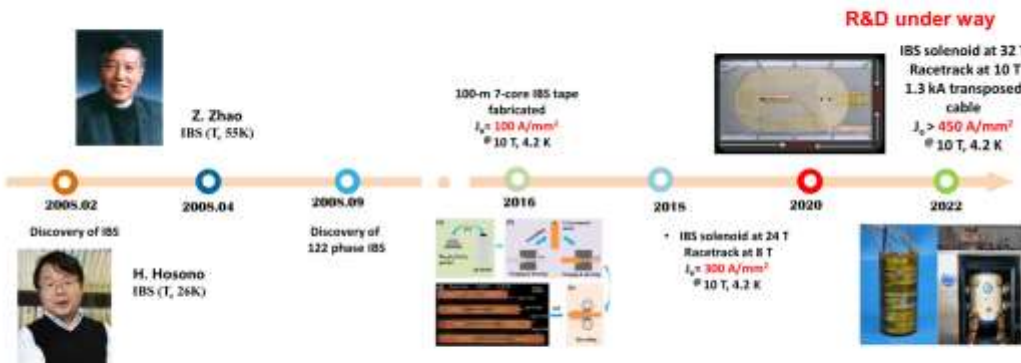 R&D under way
Z. Zhao
IBS (Tc 55K)
100-m 7-core IBS tape
fabricated
Je= 100 A/mm²
@ 10 T, 4.2 K
IBS solenoid at 32 T
Racetrack at 10 T
1.3 kA transposed
cable
Je > 450 A/mm²
@ 10 T, 4.2 K
2008.02
2008.04
2008.09
2016
2018
2020
2022
Discovery of IBS
H. Hosono
IBS (Tc 26K)
Discovery of
122 phase IBS
• IBS solenoid at 24 T
Racetrack at 8 T
Je= 300 A/mm²
@ 10 T, 4.2 K